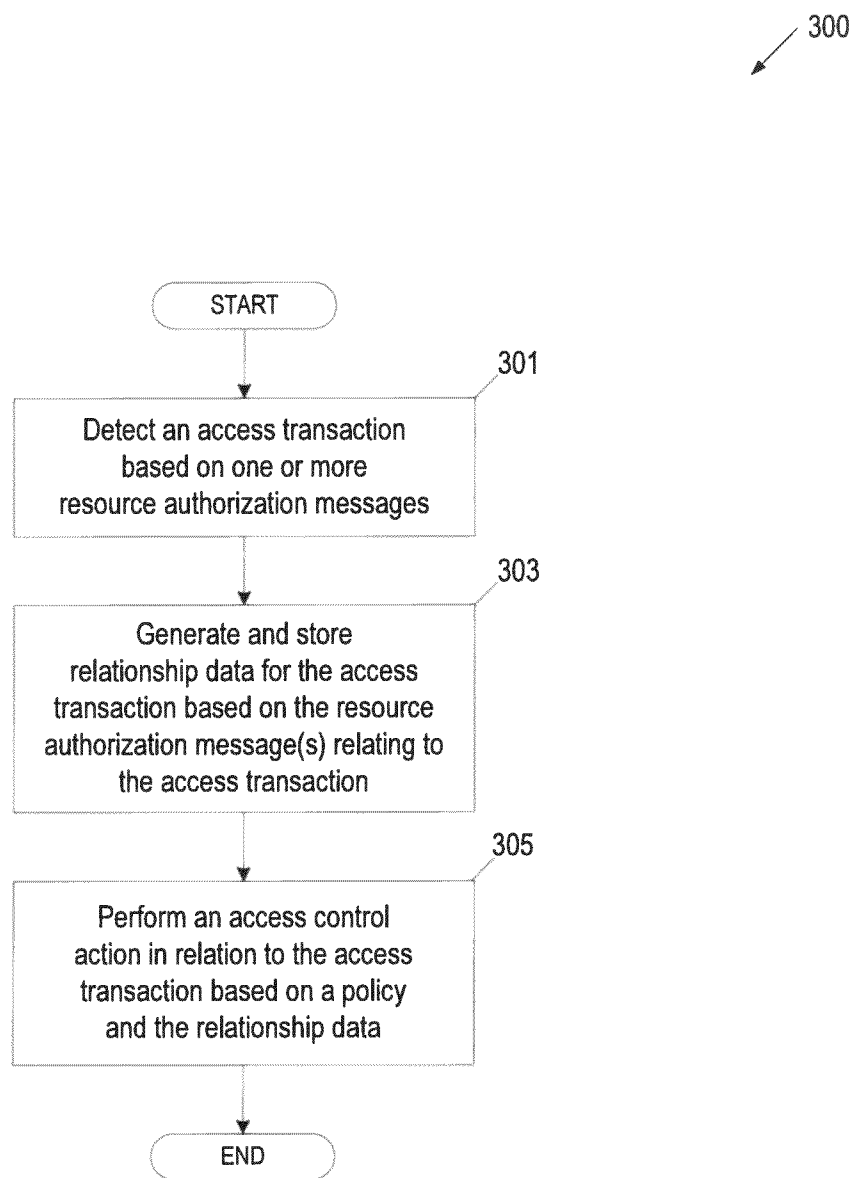 300
START
301
Detect an access transaction
based on one or more
resource authorization messages
303
Generate and store
relationship data for the access
transaction based on the resource
authorization message(s) relating to
the access transaction
305
Perform an access control
action in relation to the access
transaction based on a policy
and the relationship data
END